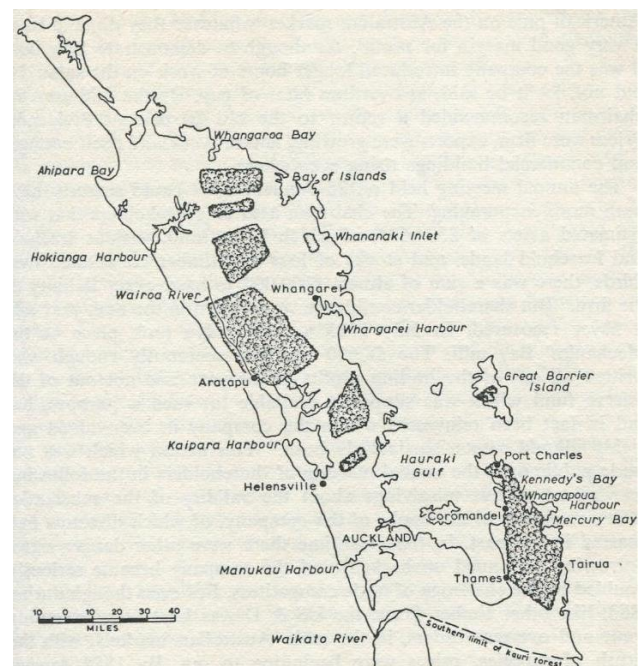 Whangaroa Bay
Ahipara Bay
Bay of Islands
Whananaki Inlet
Hokianga Harbour
Wairoa River
Whangarei
Whangarei Harbour
Great Barrier
Island
Aratapu
Kaipara Harbour
Hauraki
Gulf
Port Charles
Kennedy's Bay
Whangapoua
Harbour
Helensville
Coromandel
Mercury Bay
AUCKLAND
Tairua
Manukau Harbour
Thames
10 0 10 20 30 40
MILES
Waikato River
Southern limit of kauri forest